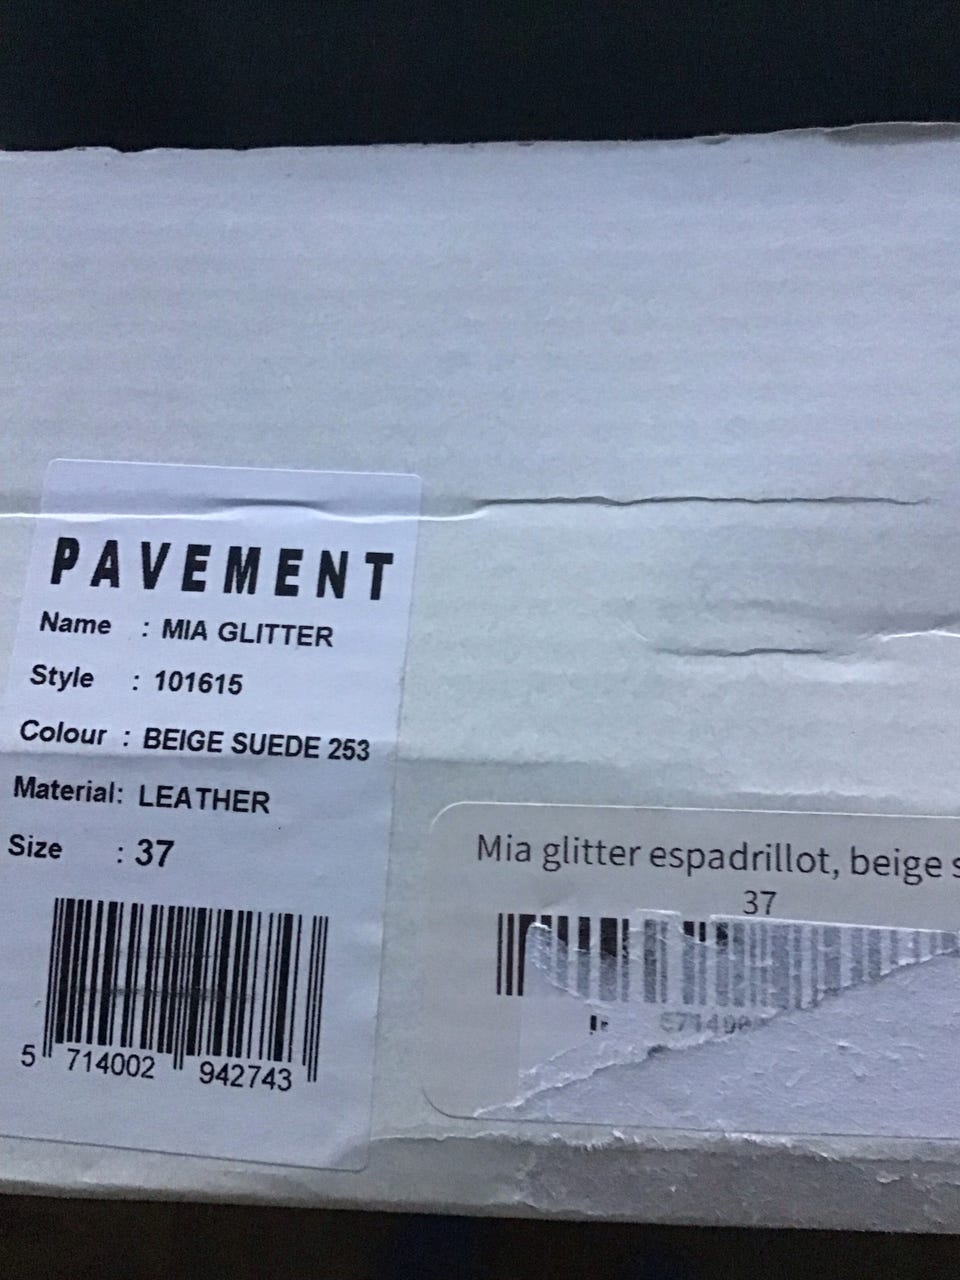 PAVEMENT
Name : MIA GLITTER
Style : 101615
Colour : BEIGE SUEDE 253
Material: LEATHER
Size : 37
5 714002 942743
Mia glitter espadrillot, beige s
37